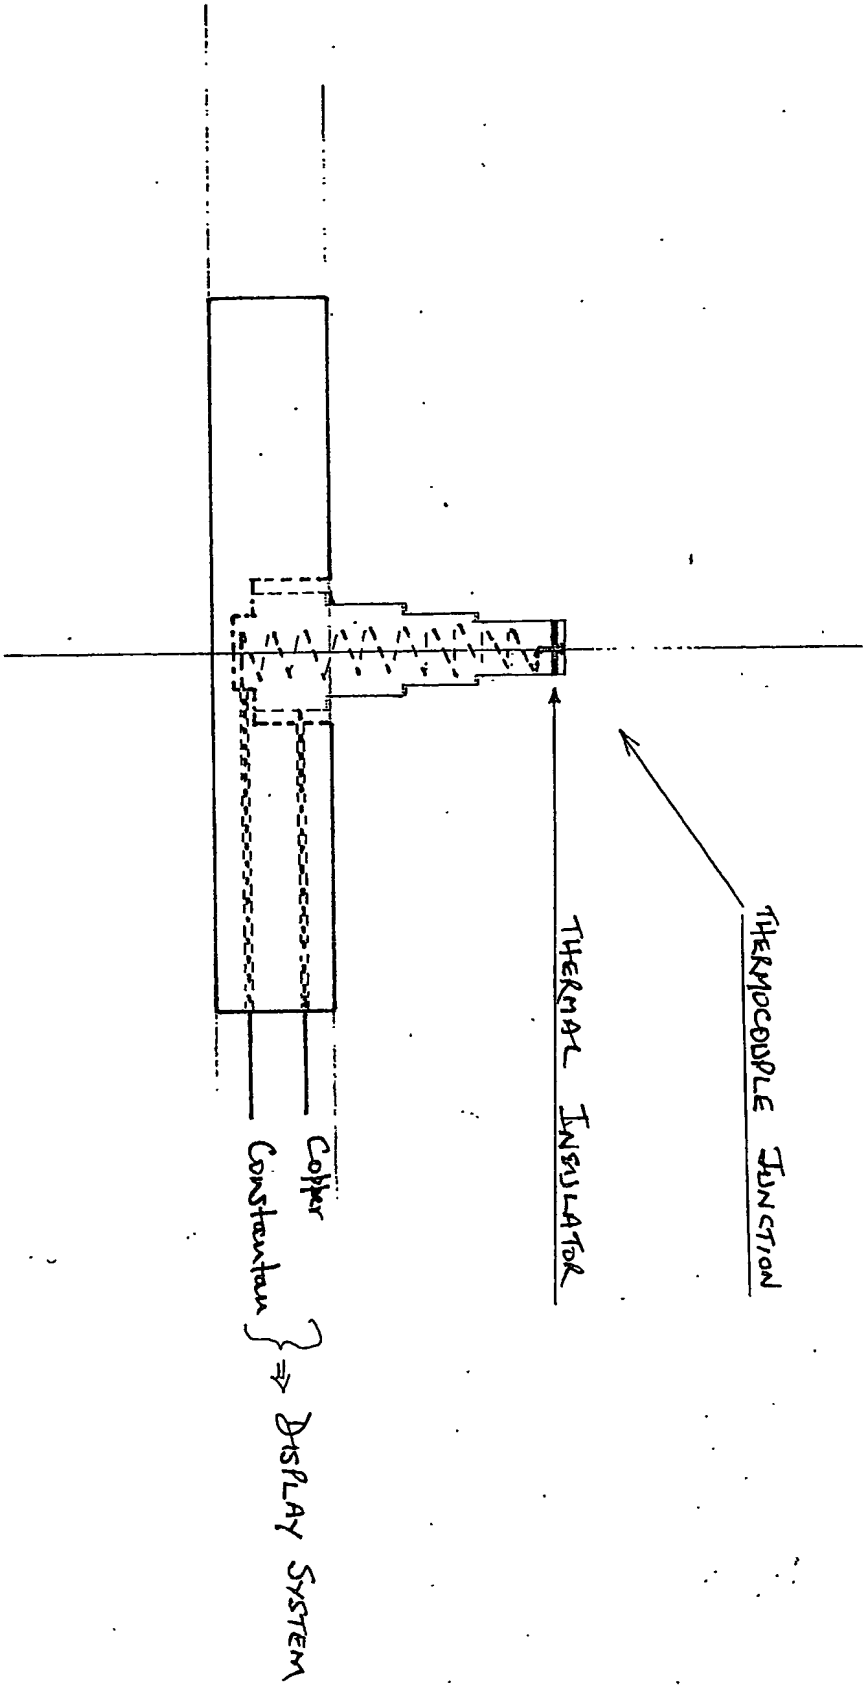 THERMOCOUPLE JUNCTION
THERMAL INSULATOR
Copper
Constantan } ⇒ DISPLAY SYSTEM